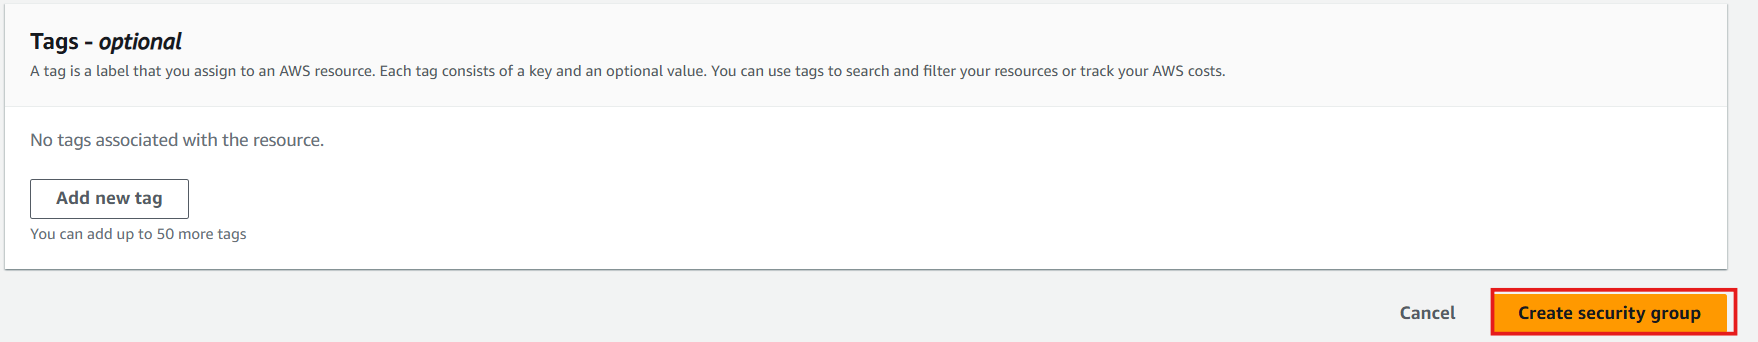 Tags - optional
A tag is a label that you assign to an AWS resource. Each tag consists of a key and an optional value. You can use tags to search and filter your resources or track your AWS costs.
No tags associated with the resource.
Add new tag
You can add up to 50 more tags
Cancel
Create security group